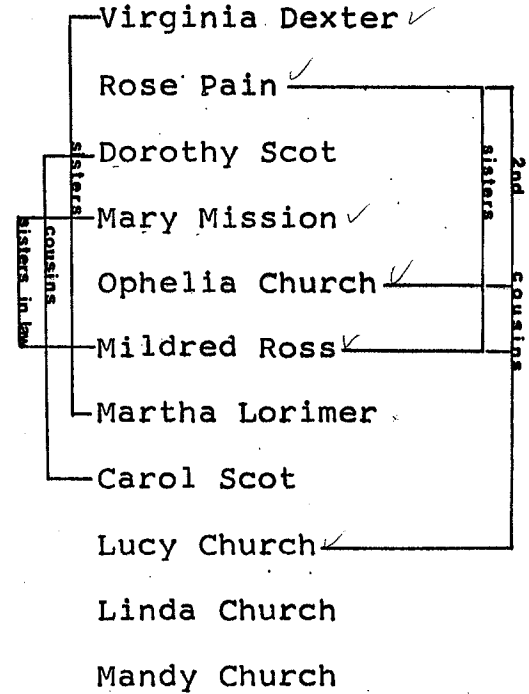 Virginia Dexter
Rose Pain
Dorothy Scot
Mary Mission
Ophelia Church
Mildred Ross
Martha Lorimer
Carol Scot
Lucy Church
Linda Church
Mandy Church
sisters
cousins
sisters in law
sisters
2nd cousins